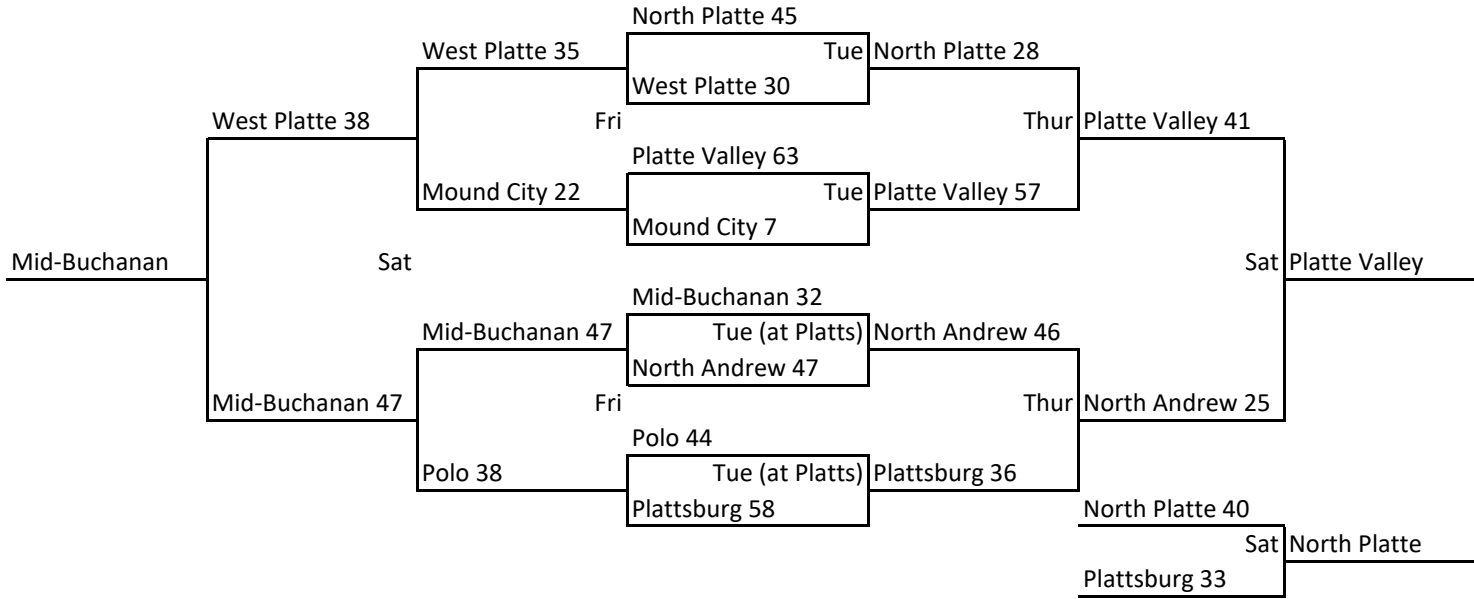 North Platte 45
West Platte 35
Tue North Platte 28
West Platte 30
West Platte 38
Fri
Thur Platte Valley 41
Platte Valley 63
Mound City 22
Tue Platte Valley 57
Mound City 7
Mid-Buchanan
Sat
Sat Platte Valley
Mid-Buchanan 32
Mid-Buchanan 47
Tue (at Platts) North Andrew 46
North Andrew 47
Mid-Buchanan 47
Fri
Thur North Andrew 25
Polo 44
Polo 38
Tue (at Platts) Plattsburg 36
Plattsburg 58
North Platte 40
Sat North Platte
Plattsburg 33